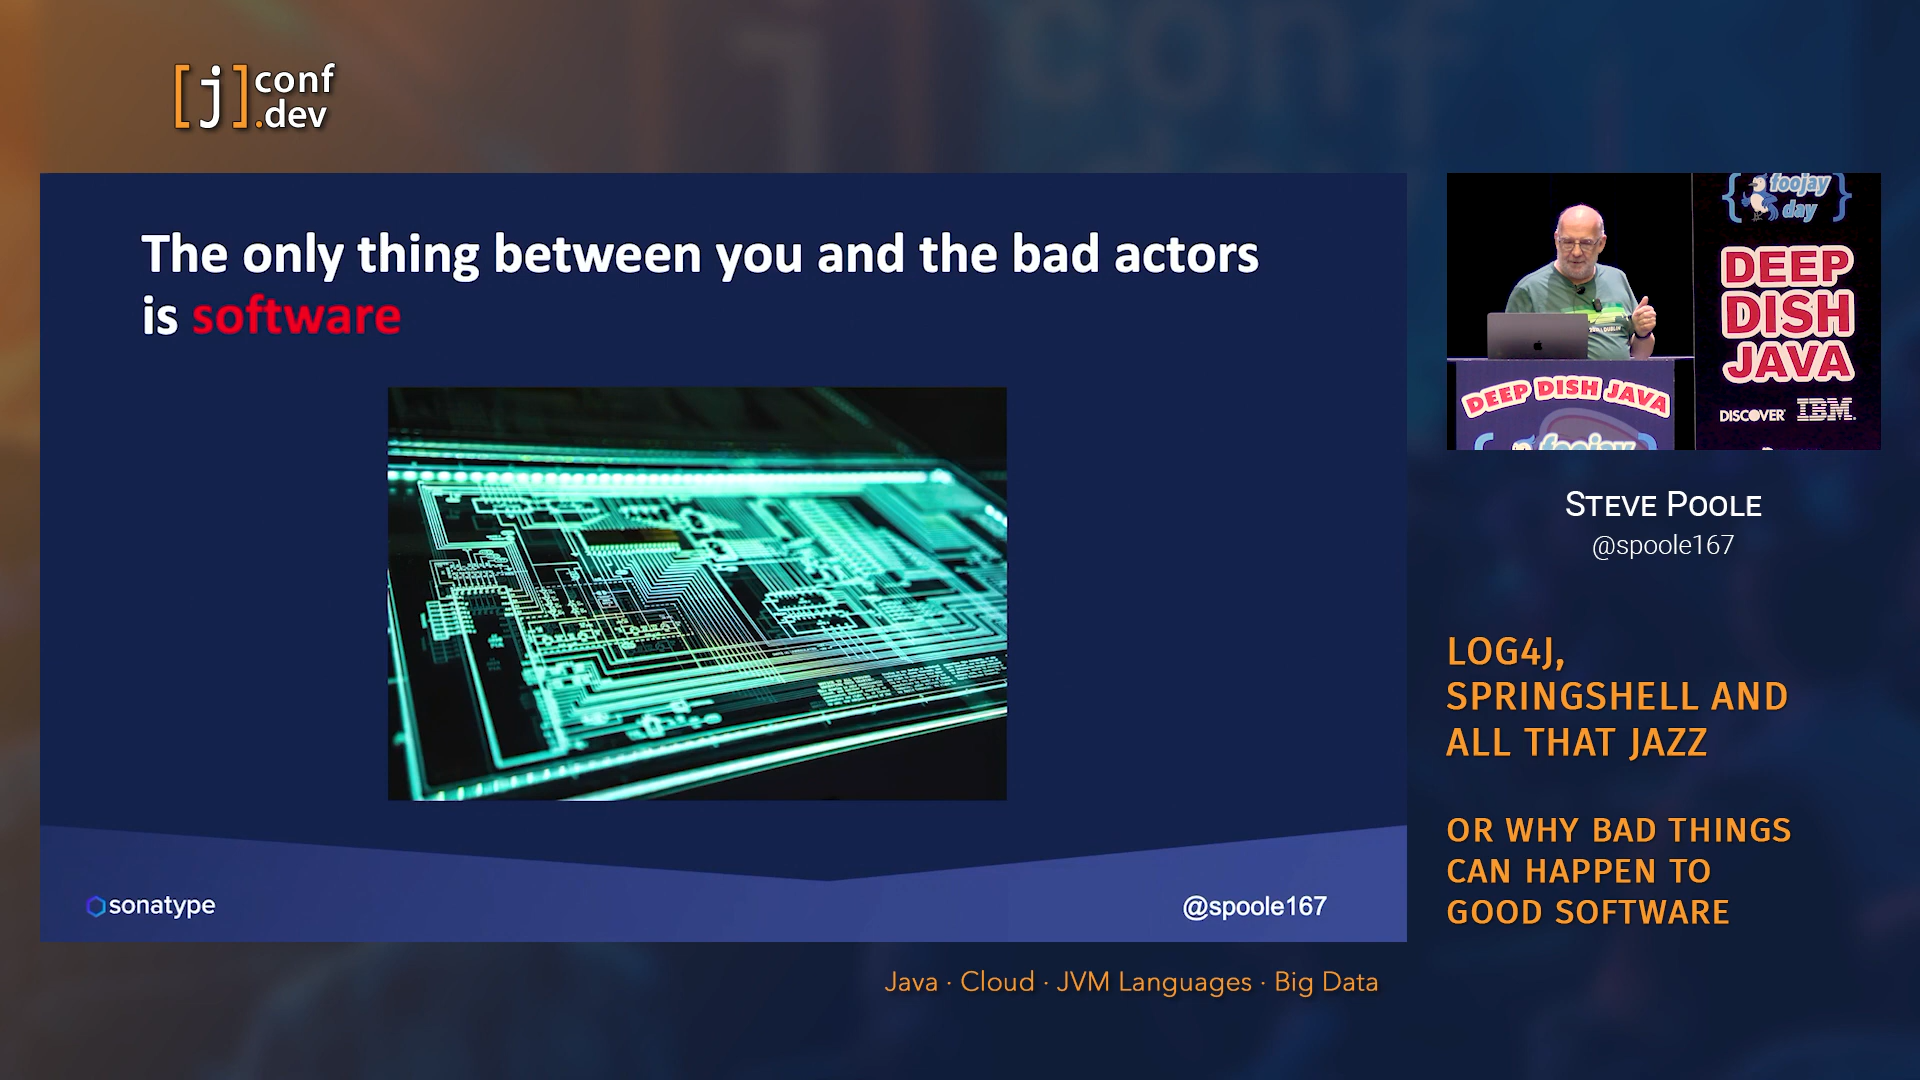 [j] conf
.dev
The only thing between you and the bad actors
is software
sonatype
@spoole167
{ foojay }
day
DEEP
DISH
JAVA
DISCOVER IBM
DEEP DISH JAVA
{ foojay }
STEVE POOLE
@spoole167
LOG4J,
SPRINGSHELL AND
ALL THAT JAZZ
OR WHY BAD THINGS
CAN HAPPEN TO
GOOD SOFTWARE
Java · Cloud · JVM Languages · Big Data